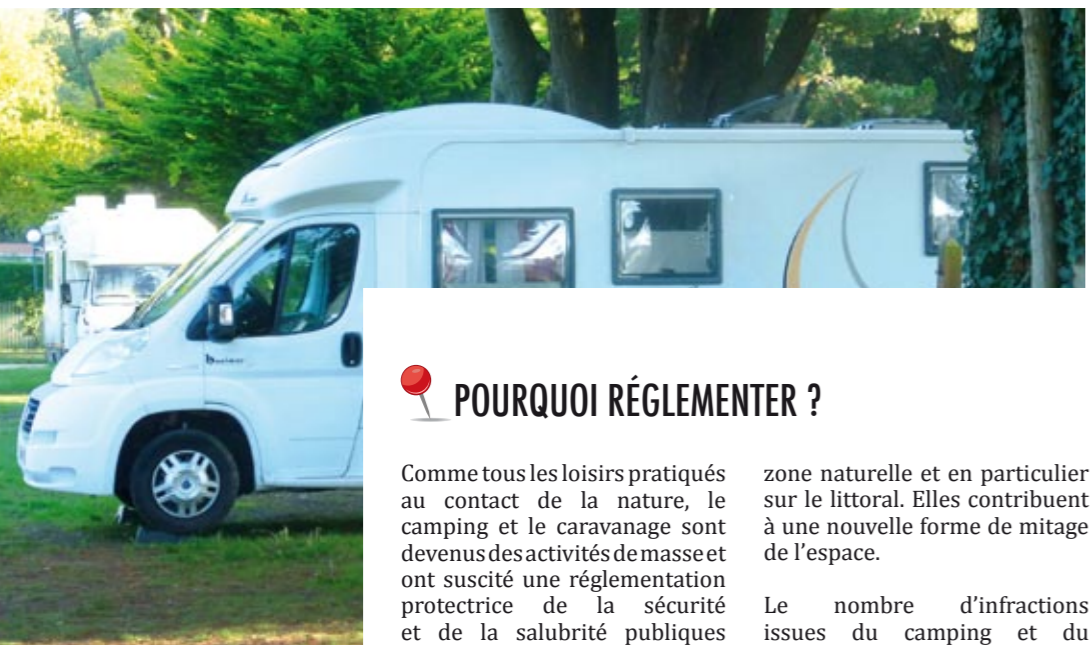 POURQUOI RÉGLEMENTER ?
Comme tous les loisirs pratiqués
au contact de la nature, le
camping et le caravanage sont
devenus des activités de masse et
ont suscité une réglementation
protectrice de la sécurité
et de la salubrité publiques
zone naturelle et en particulier
sur le littoral. Elles contribuent
à une nouvelle forme de mitage
de l'espace.
Le nombre d'infractions
issues du camping et du